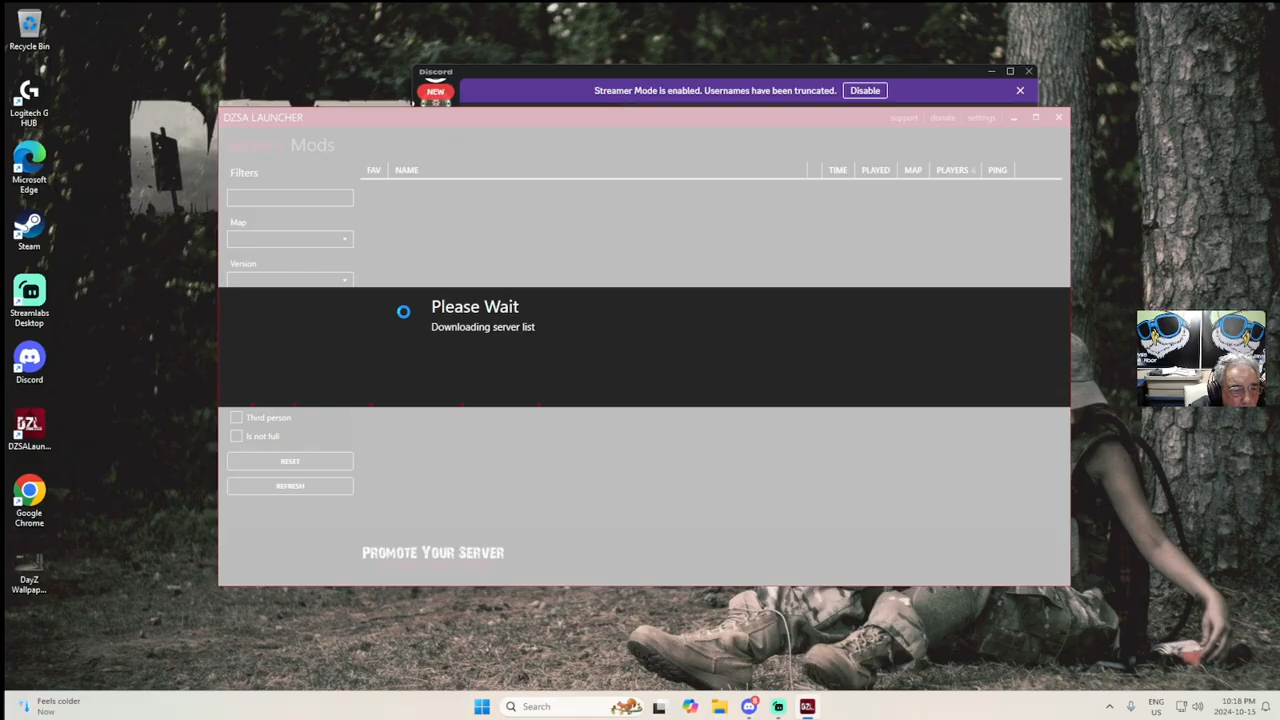 Recycle Bin
Logitech G HUB
Microsoft Edge
Steam
Streamlabs Desktop
Discord
DZSALaun...
Google Chrome
DayZ Wallpap...
Discord
NEW
Streamer Mode is enabled. Usernames have been truncated.
Disable
DZSA LAUNCHER
support
donate
settings
Mods
Filters
FAV
NAME
TIME
PLAYED
MAP
PLAYERS
PING
Map
Version
Please Wait
Downloading server list
Third person
Is not full
RESET
REFRESH
PROMOTE YOUR SERVER
Feels colder
Now
Search
ENG
US
10:18 PM
2024-10-15